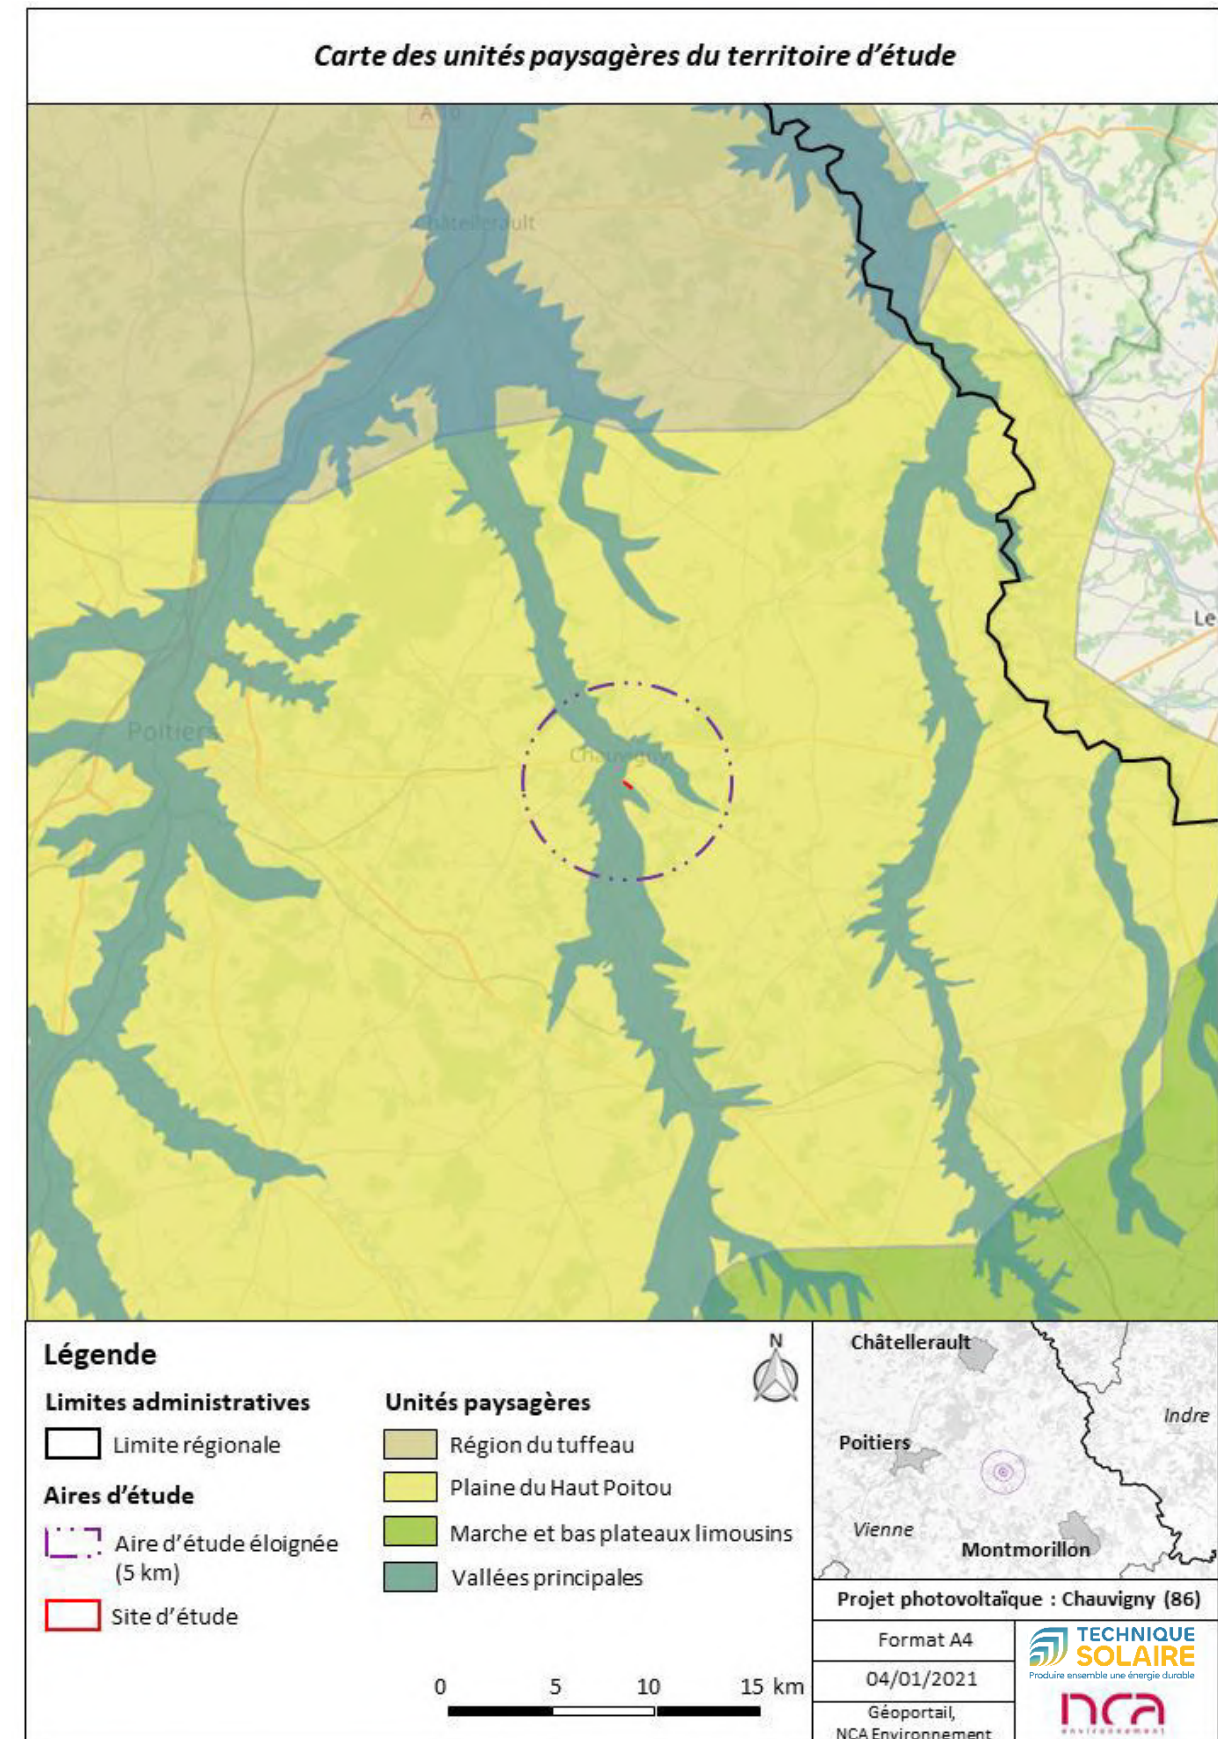 Carte des unités paysagères du territoire d'étude
A 10
Châtellerault
Le
Poitiers
Chauvigny
Légende
Limites administratives
Limite régionale
Aires d'étude
Aire d'étude éloignée
(5 km)
Site d'étude
Unités paysagères
Région du tuffeau
Plaine du Haut Poitou
Marche et bas plateaux limousins
Vallées principales
N
0 5 10 15 km
Châtellerault
Indre
Poitiers
Vienne
Montmorillon
Projet photovoltaïque : Chauvigny (86)
Format A4
04/01/2021
Géoportail,
NCA Environnement
TECHNIQUE
SOLAIRE
Produire ensemble une énergie durable
nca
environnement